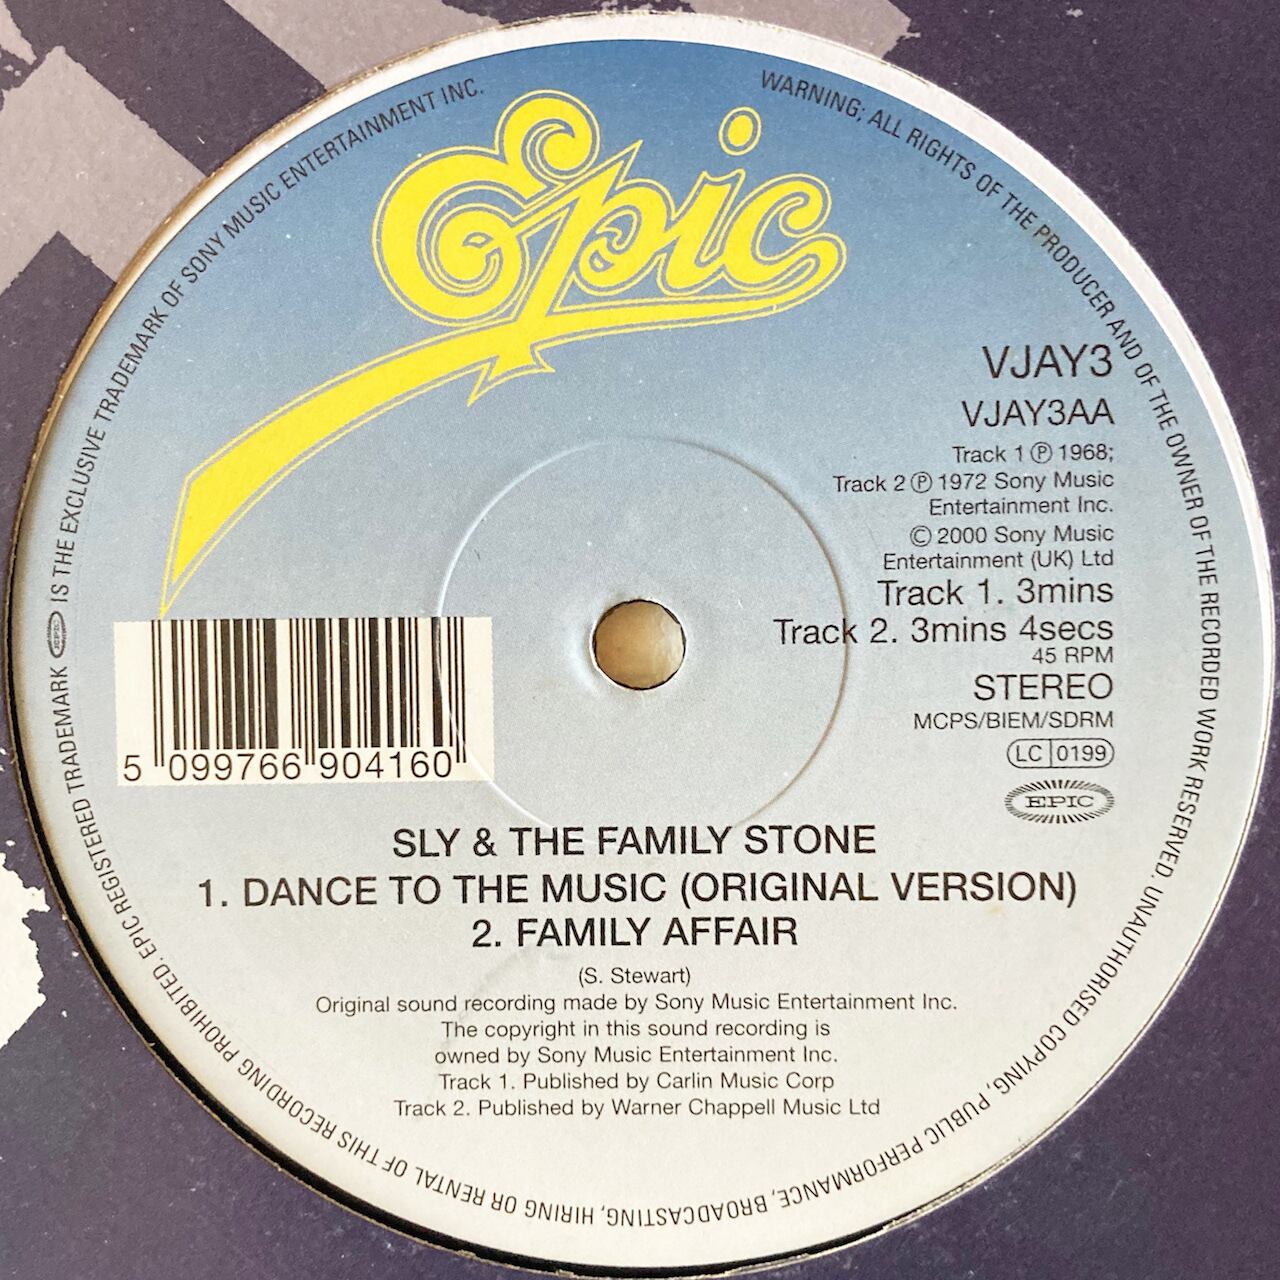 Epic
VJAY3
VJAY3AA
Track 1 ℗ 1968;
Track 2 ℗ 1972 Sony Music
Entertainment Inc.
© 2000 Sony Music
Entertainment (UK) Ltd
Track 1. 3mins
Track 2. 3mins 4secs
45 RPM
STEREO
MCPS/BIEM/SDRM
LC 0199
EPIC
5 099766 904160
SLY & THE FAMILY STONE
1. DANCE TO THE MUSIC (ORIGINAL VERSION)
2. FAMILY AFFAIR
(S. Stewart)
Original sound recording made by Sony Music Entertainment Inc.
The copyright in this sound recording is
owned by Sony Music Entertainment Inc.
Track 1. Published by Carlin Music Corp
Track 2. Published by Warner Chappell Music Ltd
WARNING; ALL RIGHTS OF THE PRODUCER AND OF THE OWNER OF THE RECORDED WORK RESERVED. UNAUTHORISED COPYING, PUBLIC PERFORMANCE, BROADCASTING, HIRING OR RENTAL OF THIS RECORDING PROHIBITED. EPIC REGISTERED TRADEMARK EPIC IS THE EXCLUSIVE TRADEMARK OF SONY MUSIC ENTERTAINMENT INC.